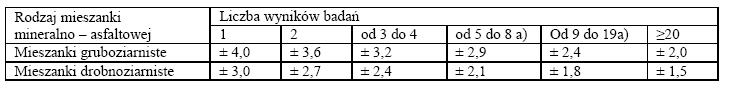 Rodzaj mieszanki mineralno – asfaltowej Liczba wyników badań
1 2 od 3 do 4 od 5 do 8 a) Od 9 do 19a) ≥20
Mieszanki gruboziarniste ± 4,0 ± 3,6 ± 3,2 ± 2,9 ± 2,4 ± 2,0
Mieszanki drobnoziarniste ± 3,0 ± 2,7 ± 2,4 ± 2,1 ± 1,8 ± 1,5